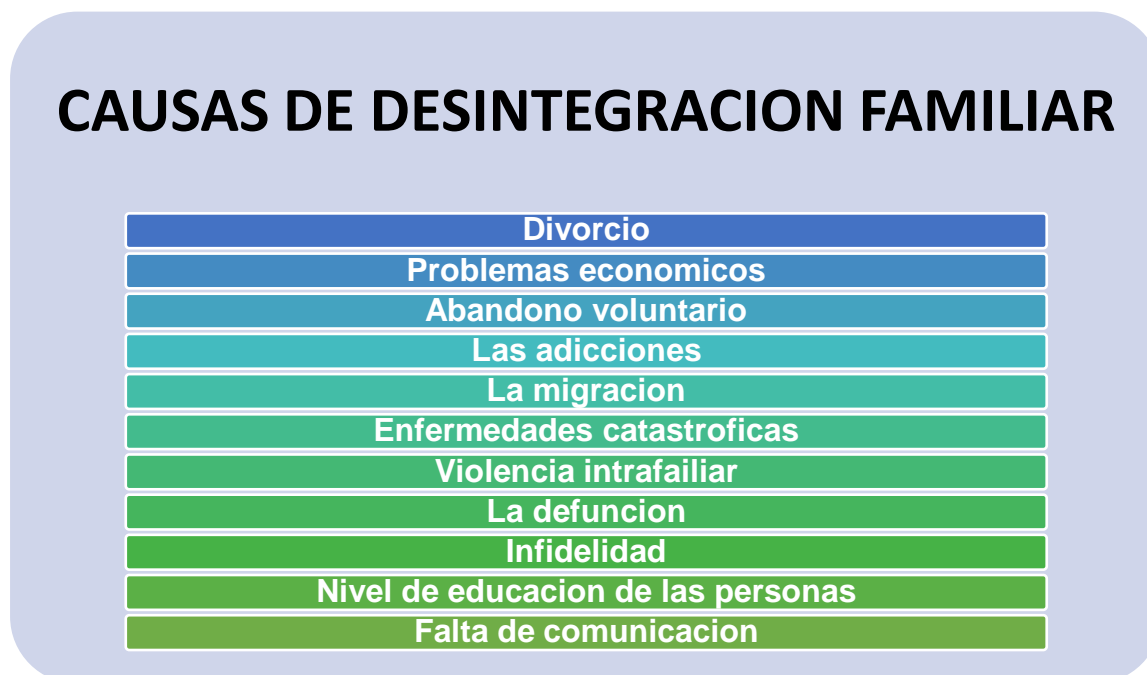 CAUSAS DE DESINTEGRACION FAMILIAR
Divorcio
Problemas economicos
Abandono voluntario
Las adicciones
La migracion
Enfermedades catastroficas
Violencia intrafailiar
La defuncion
Infidelidad
Nivel de educacion de las personas
Falta de comunicacion